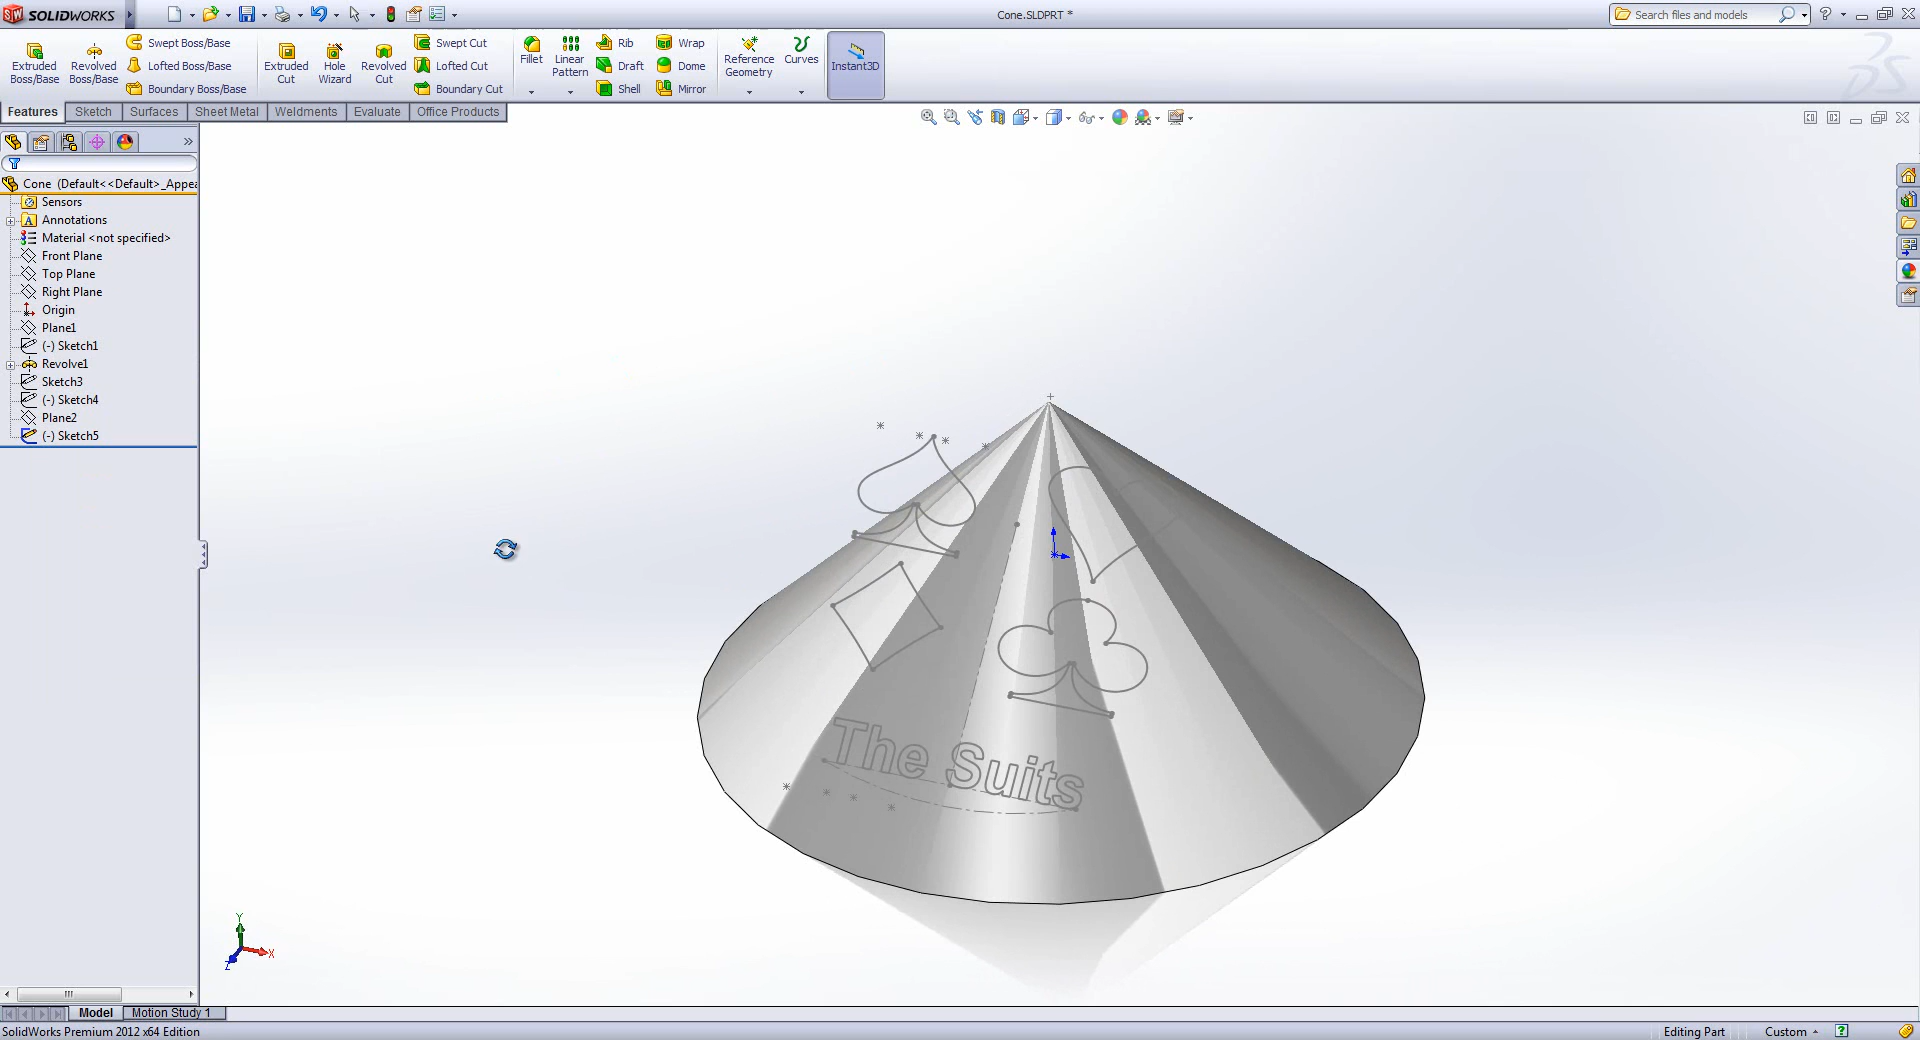 SOLIDWORKS
Cone.SLDPRT *
Search files and models
Extruded Boss/Base
Revolved Boss/Base
Swept Boss/Base
Lofted Boss/Base
Boundary Boss/Base
Extruded Cut
Hole Wizard
Revolved Cut
Swept Cut
Lofted Cut
Boundary Cut
Fillet
Linear Pattern
Rib
Draft
Shell
Wrap
Dome
Mirror
Reference Geometry
Curves
Instant3D
Features
Sketch
Surfaces
Sheet Metal
Weldments
Evaluate
Office Products
Cone (Default<<Default>_Appea
Sensors
Annotations
Material <not specified>
Front Plane
Top Plane
Right Plane
Origin
Plane1
(-) Sketch1
Revolve1
Sketch3
(-) Sketch4
Plane2
(-) Sketch5
The Suits
Y
X
Z
Model
Motion Study 1
SolidWorks Premium 2012 x64 Edition
Editing Part
Custom